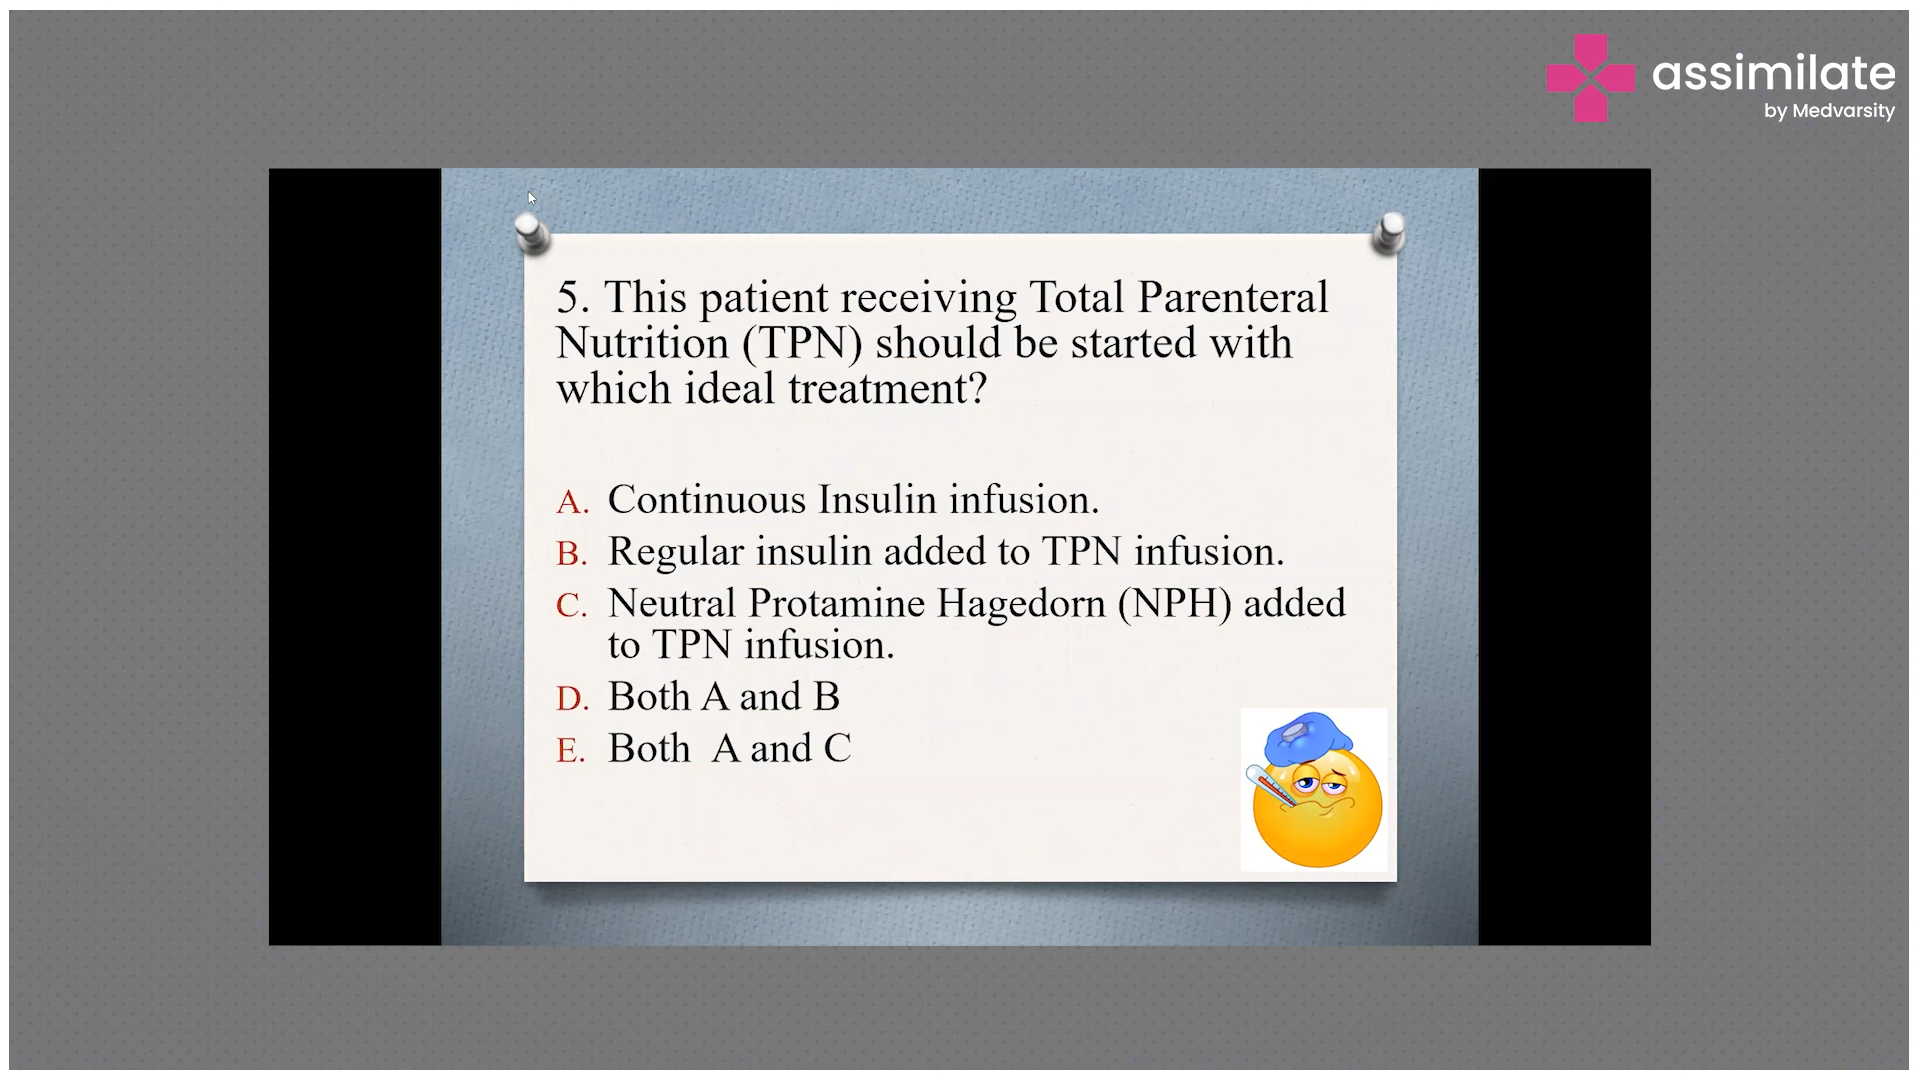 assimilate
by Medvarsity
5. This patient receiving Total Parenteral
Nutrition (TPN) should be started with
which ideal treatment?
A. Continuous Insulin infusion.
B. Regular insulin added to TPN infusion.
C. Neutral Protamine Hagedorn (NPH) added
to TPN infusion.
D. Both A and B
E. Both A and C